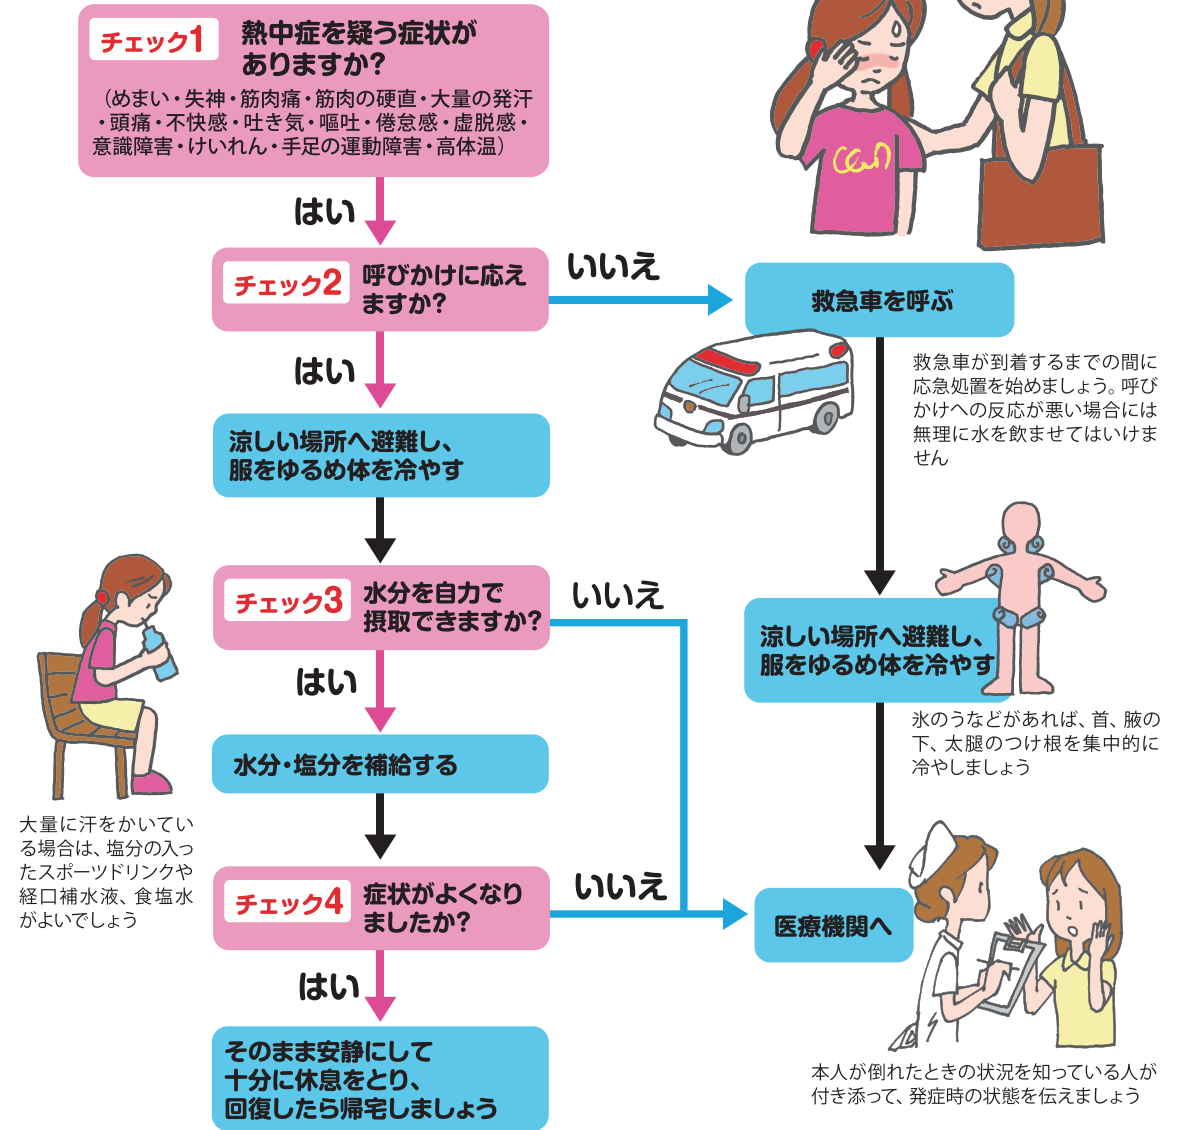 チェック1
熱中症を疑う症状が
ありますか?
（めまい・失神・筋肉痛・筋肉の硬直・大量の発汗
・頭痛・不快感・吐き気・嘔吐・倦怠感・虚脱感・
意識障害・けいれん・手足の運動障害・高体温）
はい
チェック2
呼びかけに応え
ますか?
いいえ
救急車を呼ぶ
救急車が到着するまでの間に
応急処置を始めましょう。呼び
かけへの反応が悪い場合には
無理に水を飲ませてはいけま
せん
はい
涼しい場所へ避難し、
服をゆるめ体を冷やす
チェック3
水分を自力で
摂取できますか?
いいえ
涼しい場所へ避難し、
服をゆるめ体を冷やす
氷のうなどがあれば、首、腋の
下、太腿のつけ根を集中的に
冷やしましょう
はい
水分・塩分を補給する
大量に汗をかいてい
る場合は、塩分の入っ
たスポーツドリンクや
経口補水液、食塩水
がよいでしょう
チェック4
症状がよくなり
ましたか?
いいえ
医療機関へ
本人が倒れたときの状況を知っている人が
付き添って、発症時の状態を伝えましょう
はい
そのまま安静にして
十分に休息をとり、
回復したら帰宅しましょう